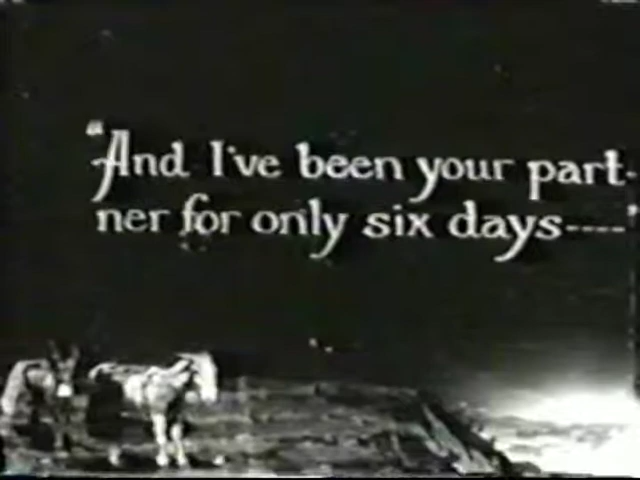 "And I've been your part-
ner for only six days----"